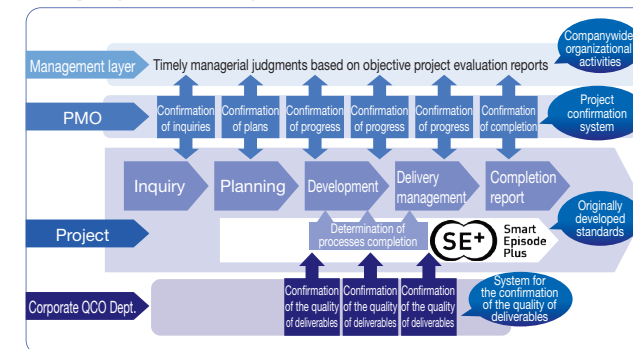 Companywide
organizational
activities
Management layer
Timely managerial judgments based on objective project evaluation reports
PMO
Confirmation
of inquiries
Confirmation
of plans
Confirmation
of progress
Confirmation
of progress
Confirmation
of progress
Confirmation
of completion
Project
confirmation
system
Inquiry
Planning
Development
Delivery
management
Completion
report
Project
Determination of
processes completion
SE+
Smart
Episode
Plus
Originally
developed
standards
Corporate QCO Dept.
Confirmation
of the quality
of deliverables
Confirmation
of the quality
of deliverables
Confirmation
of the quality
of deliverables
System for
the confirmation
of the quality of
deliverables